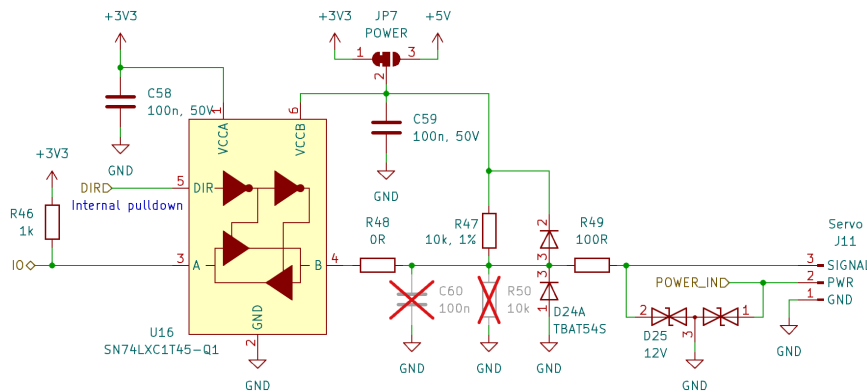 +3V3
+3V3
JP7
POWER
+5V
1
3
2
C58
100n, 50V
GND
1
VCCA
6
VCCB
C59
100n, 50V
GND
+3V3
DIR
5
DIR
Internal pulldown
R46
1k
IO
3
A
B
4
R48
0R
R47
10k, 1%
2
3
3
1
R49
100R
Servo
J11
3
SIGNAL
POWER_IN
2
PWR
1
GND
C60
100n
R50
10k
D24A
TBAT54S
2
1
D25
12V
3
GND
U16
SN74LXC1T45-Q1
GND
2
GND
GND
GND
GND
GND